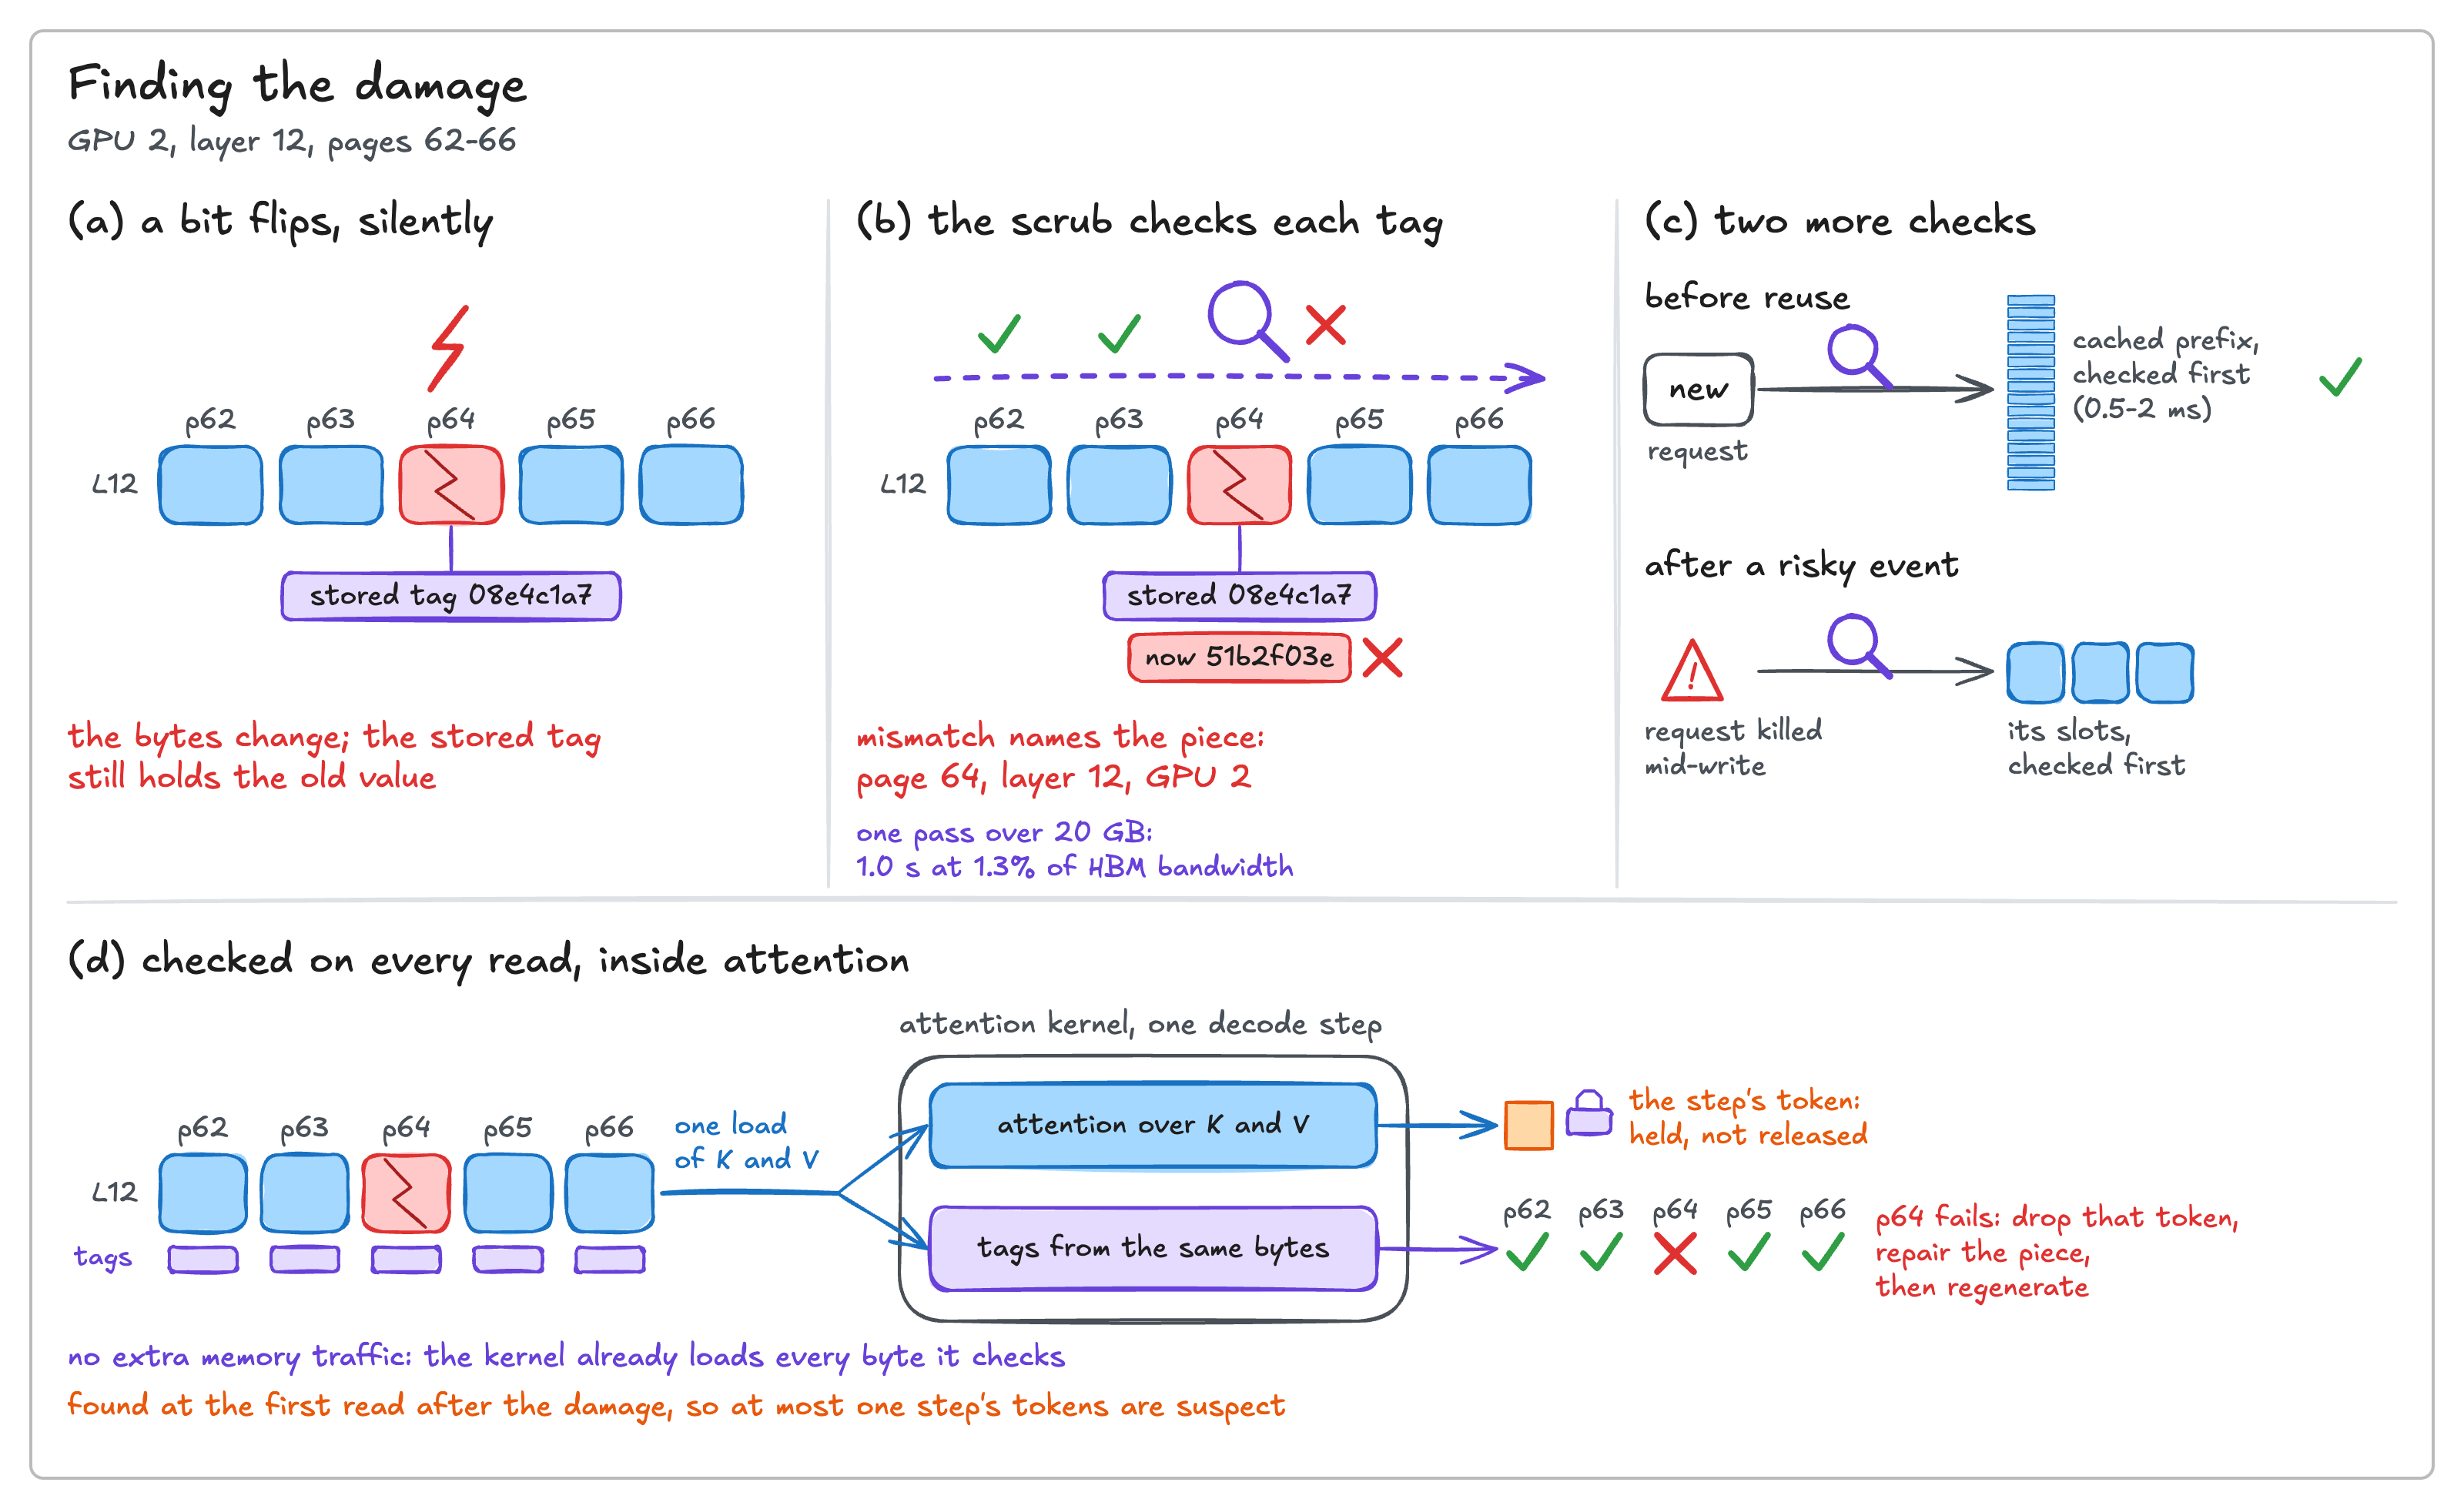 Finding the damage
GPU 2, layer 12, pages 62-66
(a) a bit flips, silently
p62 p63 p64 p65 p66
L12
stored tag 08e4c1a7
the bytes change; the stored tag
still holds the old value
(b) the scrub checks each tag
p62 p63 p64 p65 p66
L12
stored 08e4c1a7
now 51b2f03e
mismatch names the piece:
page 64, layer 12, GPU 2
one pass over 20 GB:
1.0 s at 1.3% of HBM bandwidth
(c) two more checks
before reuse
new
request
cached prefix,
checked first
(0.5-2 ms)
after a risky event
request killed
mid-write
its slots,
checked first
(d) checked on every read, inside attention
p62 p63 p64 p65 p66
L12
tags
one load
of K and V
attention kernel, one decode step
attention over K and V
tags from the same bytes
the step's token:
held, not released
p62 p63 p64 p65 p66
p64 fails: drop that token,
repair the piece,
then regenerate
no extra memory traffic: the kernel already loads every byte it checks
found at the first read after the damage, so at most one step's tokens are suspect